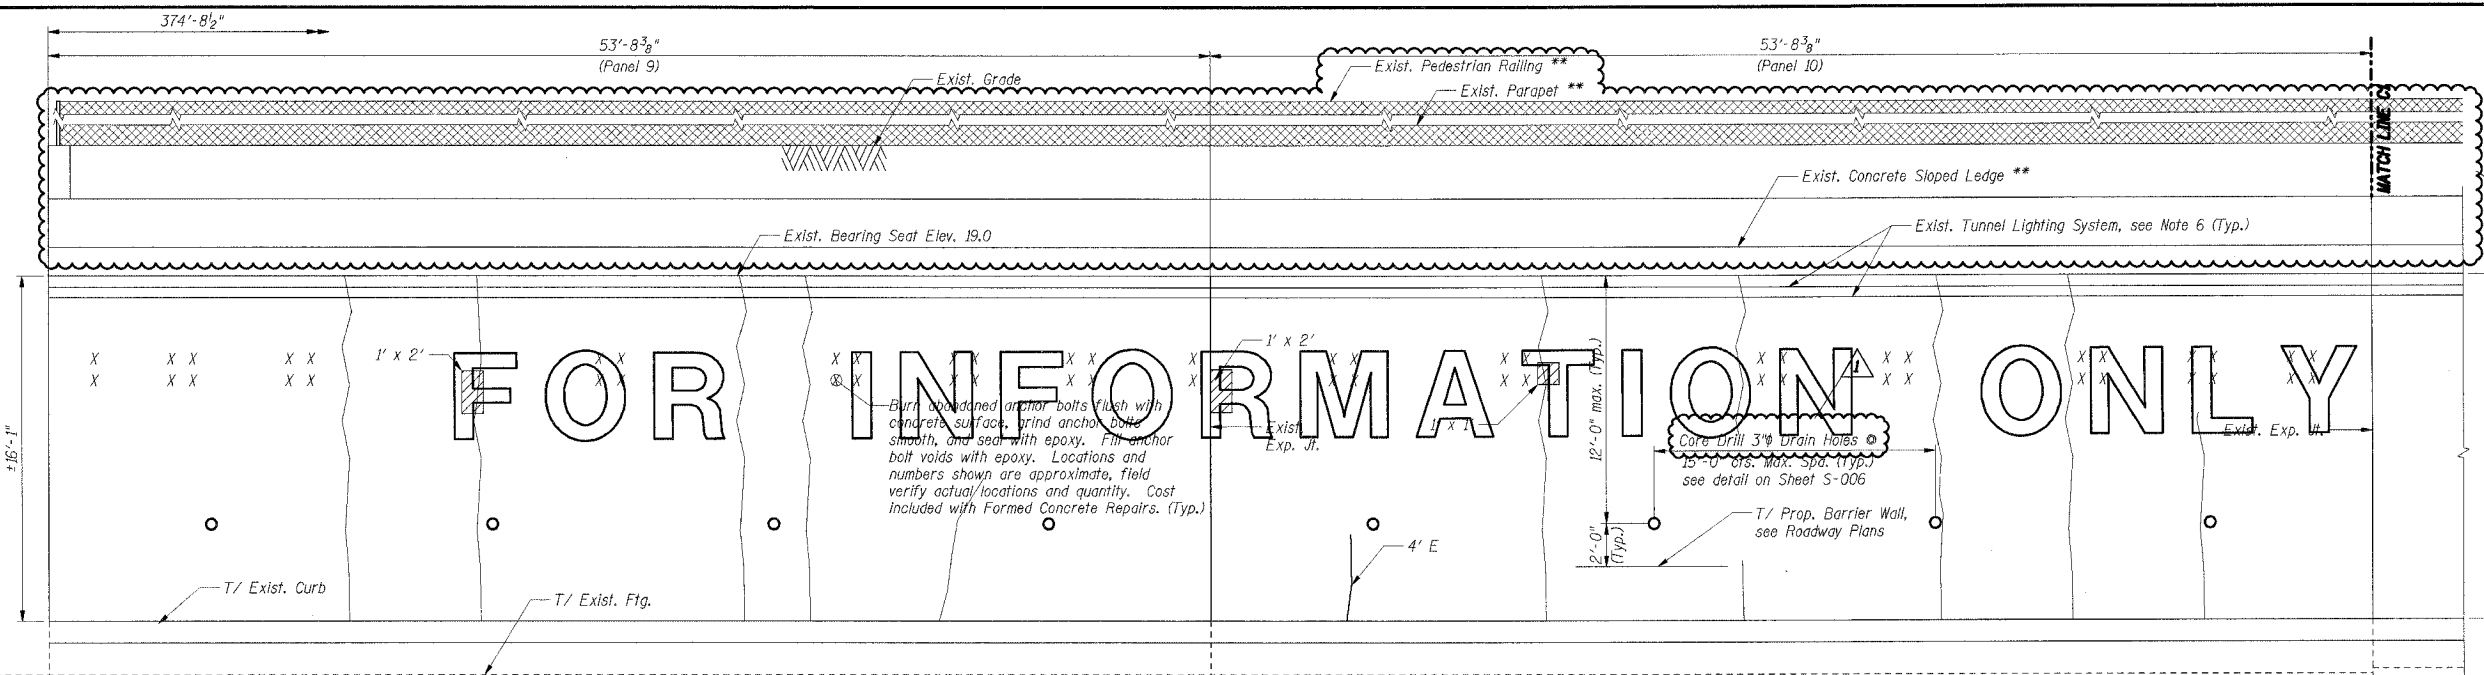 374'-8½"
53'-8⅜"
(Panel 9)
53'-8⅜"
(Panel 10)
Exist. Grade
Exist. Pedestrian Railing **
Exist. Parapet **
MATCH LINE
Exist. Concrete Sloped Ledge **
Exist. Bearing Seat Elev. 19.0
Exist. Tunnel Lighting System, see Note 6 (Typ.)
±16'-1"
1' x 2'
1' x 2'
1' x 1'
12'-0" max. (Typ.)
FOR INFORMATION ONLY
1
X X X X X X X X X X X X X X X X X X X X X X X X X
X X X X X X X X X X X X X X X X X X X X X X X X X
Burn abandoned anchor bolts flush with
concrete surface, grind anchor bolts
smooth, and seal with epoxy. Fill anchor
bolt voids with epoxy. Locations and
numbers shown are approximate, field
verify actual locations and quantity. Cost
included with Formed Concrete Repairs. (Typ.)
Exist.
Exp. Jt.
Core Drill 3"φ Drain Holes @
15'-0" cts. Max. Spa. (Typ.)
see detail on Sheet S-006
Exist. Exp. Jt.
T/ Prop. Barrier Wall,
see Roadway Plans
2'-0"
(Typ.)
4' E
T/ Exist. Curb
T/ Exist. Ftg.